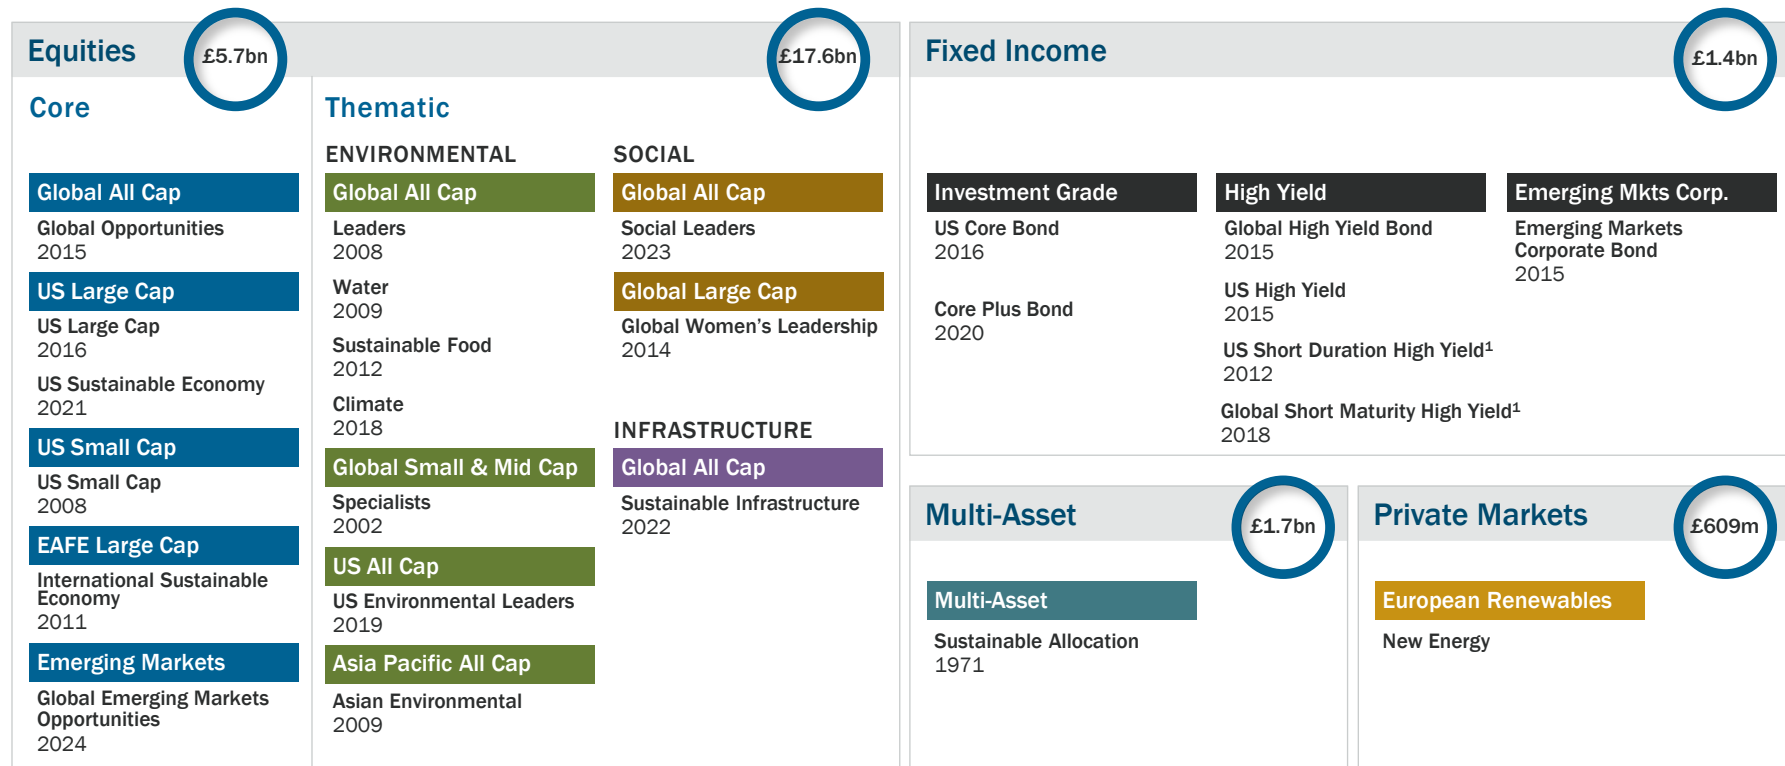 Equities
£5.7bn
£17.6bn
Core
Global All Cap
Global Opportunities
2015
US Large Cap
US Large Cap
2016
US Sustainable Economy
2021
US Small Cap
US Small Cap
2008
EAFE Large Cap
International Sustainable
Economy
2011
Emerging Markets
Global Emerging Markets
Opportunities
2024
Thematic
ENVIRONMENTAL
Global All Cap
Leaders
2008
Water
2009
Sustainable Food
2012
Climate
2018
Global Small & Mid Cap
Specialists
2002
US All Cap
US Environmental Leaders
2019
Asia Pacific All Cap
Asian Environmental
2009
SOCIAL
Global All Cap
Social Leaders
2023
Global Large Cap
Global Women’s Leadership
2014
INFRASTRUCTURE
Global All Cap
Sustainable Infrastructure
2022
Fixed Income
£1.4bn
Investment Grade
US Core Bond
2016
Core Plus Bond
2020
High Yield
Global High Yield Bond
2015
US High Yield
2015
US Short Duration High Yield¹
2012
Global Short Maturity High Yield¹
2018
Emerging Mkts Corp.
Emerging Markets
Corporate Bond
2015
Multi-Asset
£1.7bn
Multi-Asset
Sustainable Allocation
1971
Private Markets
£609m
European Renewables
New Energy